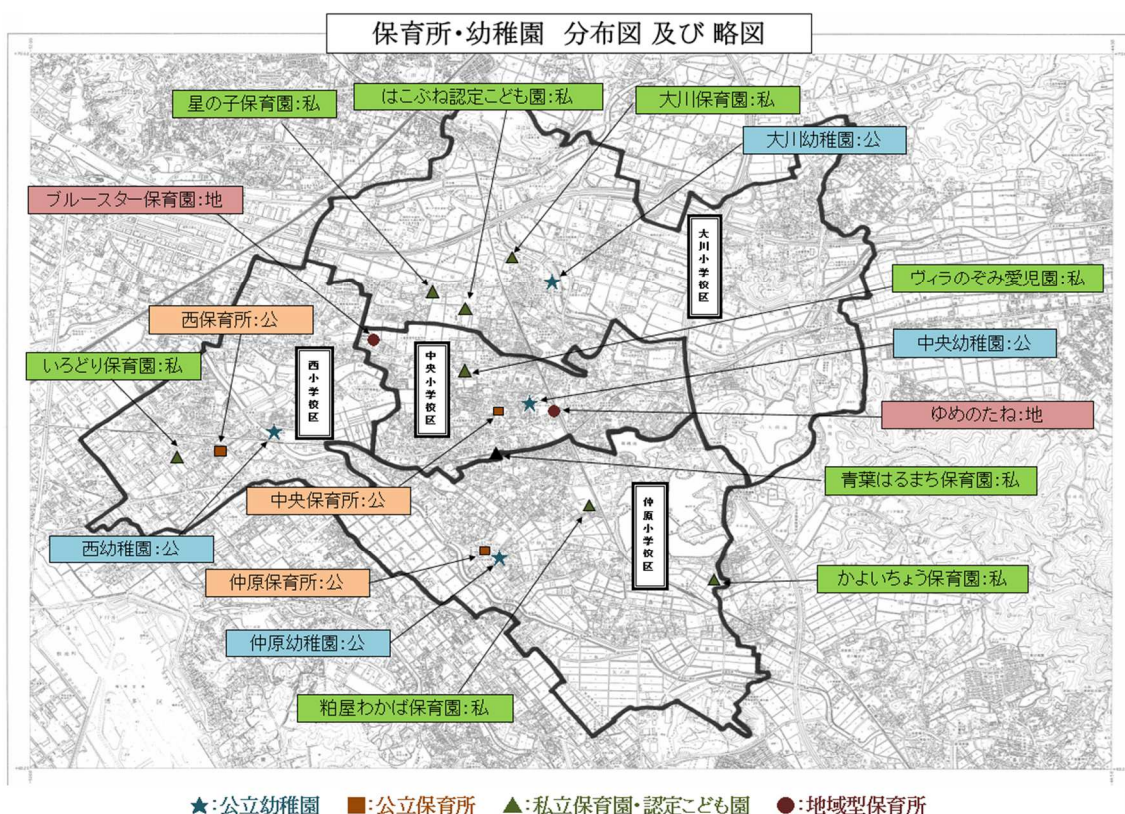 保育所・幼稚園 分布図 及び 略図
星の子保育園:私
はこぶね認定こども園:私
大川保育園:私
大川幼稚園:公
ブルースター保育園:地
大川小学校区
ヴィラのぞみ愛児園:私
西保育所:公
中央幼稚園:公
いろどり保育園:私
西小学校区
中央小学校区
ゆめのたね:地
青葉はるまち保育園:私
中央保育所:公
仲原小学校区
西幼稚園:公
仲原保育所:公
かよいちょう保育園:私
仲原幼稚園:公
粕屋わかば保育園:私
★:公立幼稚園 ■:公立保育所 ▲:私立保育園・認定こども園 ●:地域型保育所